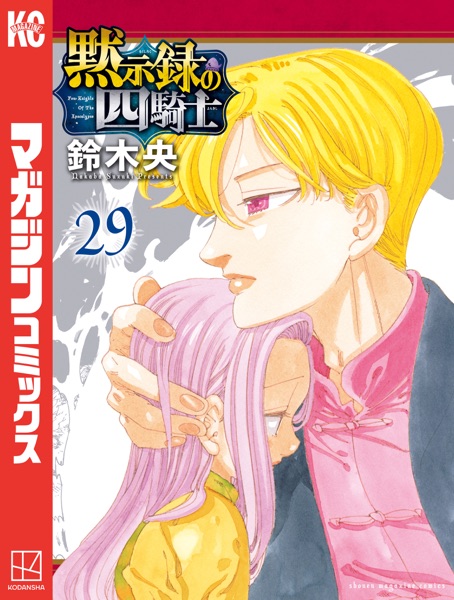 KC
MAGAZINE
マガジンコミックス
KODANSHA
黙示録の
四騎士
Four Knights
Of The
Apocalypse
鈴木央
Nakaba Suzuki Presents
29
shonen magazine comics